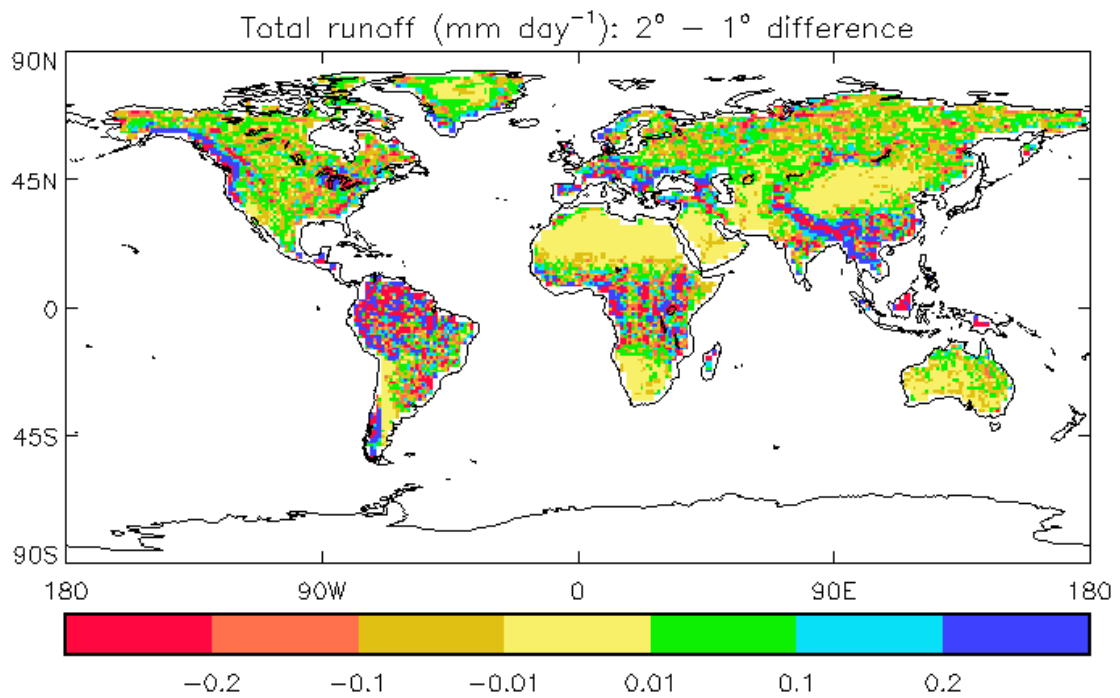 Total runoff (mm day⁻¹): 2° − 1° difference
90N
45N
0
45S
90S
180 90W 0 90E 180
−0.2 −0.1 −0.01 0.01 0.1 0.2